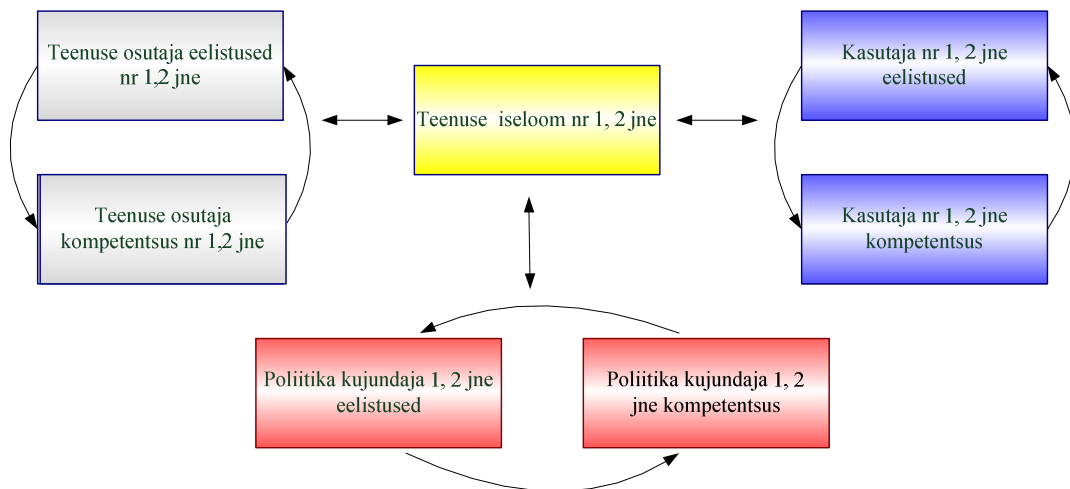 Teenuse osutaja eelistused
nr 1,2 jne
Teenuse osutaja
kompetentsus nr 1,2 jne
Teenuse iseloom nr 1, 2 jne
Kasutaja nr 1, 2 jne
eelistused
Kasutaja nr 1, 2 jne
kompetentsus
Poliitika kujundaja 1, 2 jne
eelistused
Poliitika kujundaja 1, 2
jne kompetentsus